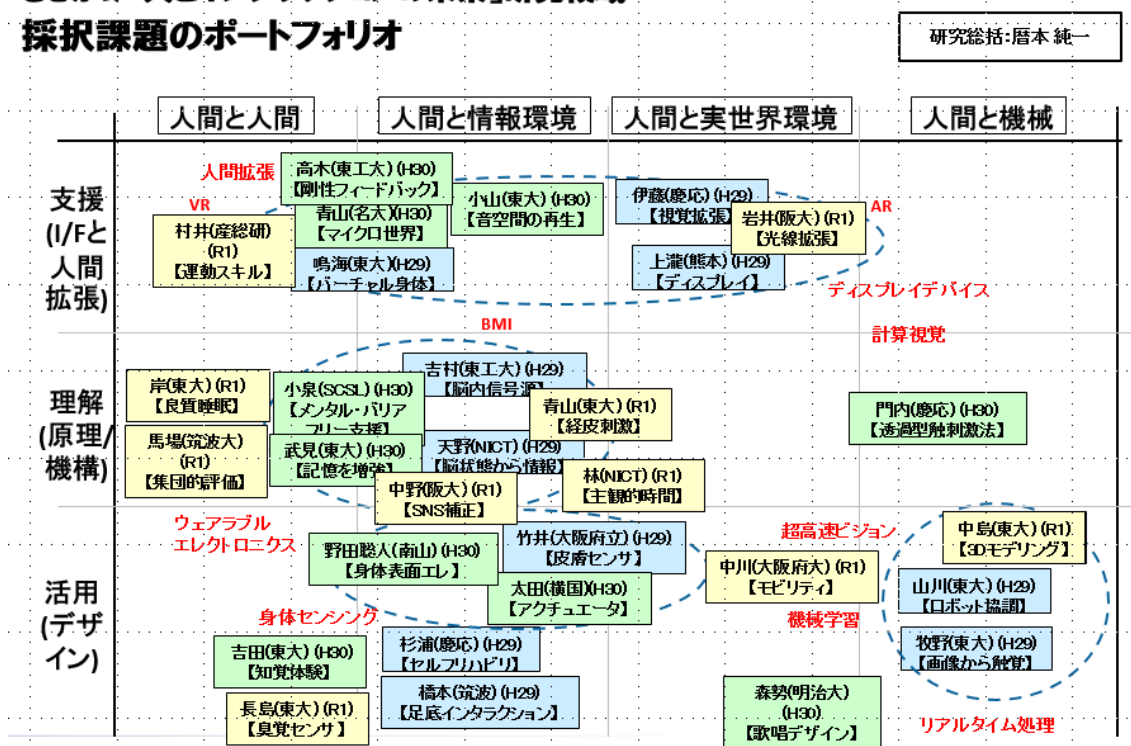 採択課題のポートフォリオ
研究総括:暦本 純一
人間と人間
人間と情報環境
人間と実世界環境
人間と機械
支援
(I/Fと
人間
拡張)
人間拡張
VR
高木(東工大) (H30)
【剛性フィードバック】
青山(名大)(H30)
【マイクロ世界】
村井(産総研)
(R1)
【運動スキル】
鳴海(東大)(H29)
【バーチャル身体】
小山(東大) (H30)
【音空間の再生】
伊藤(慶応) (H29)
【視覚拡張】
岩井(阪大) (R1)
【光線拡張】
AR
上瀧(熊本) (H29)
【ディスプレイ】
ディスプレイデバイス
BMI
計算視覚
理解
(原理/
機構)
岸(東大) (R1)
【良質睡眠】
馬場(筑波大)
(R1)
【集団的評価】
小泉(SCSL) (H30)
【メンタル・バリア
フリー支援】
武見(東大) (H30)
【記憶を増強】
吉村(東工大) (H29)
【脳内信号源】
青山(東大) (R1)
【経皮刺激】
天野(NICT) (H29)
【脳状態から情報】
中野(阪大) (R1)
【SNS補正】
林(NICT) (R1)
【主観的時間】
門内(慶応) (H30)
【透過型触刺激法】
活用
(デザ
イン)
ウェアラブル
エレクトロニクス
野田聡人(南山) (H30)
【身体表面エレ】
竹井(大阪府立) (H29)
【皮膚センサ】
太田(横国)(H30)
【アクチュエータ】
超高速ビジョン
中川(大阪府大) (R1)
【モビリティ】
機械学習
中島(東大) (R1)
【3Dモデリング】
山川(東大) (H29)
【ロボット協調】
牧野(東大) (H29)
【画像から触覚】
身体センシング
吉田(東大) (H30)
【知覚体験】
杉浦(慶応) (H29)
【セルフリハビリ】
長島(東大) (R1)
【臭覚センサ】
橋本(筑波) (H29)
【足底インタラクション】
森勢(明治大)
(H30)
【歌唱デザイン】
リアルタイム処理